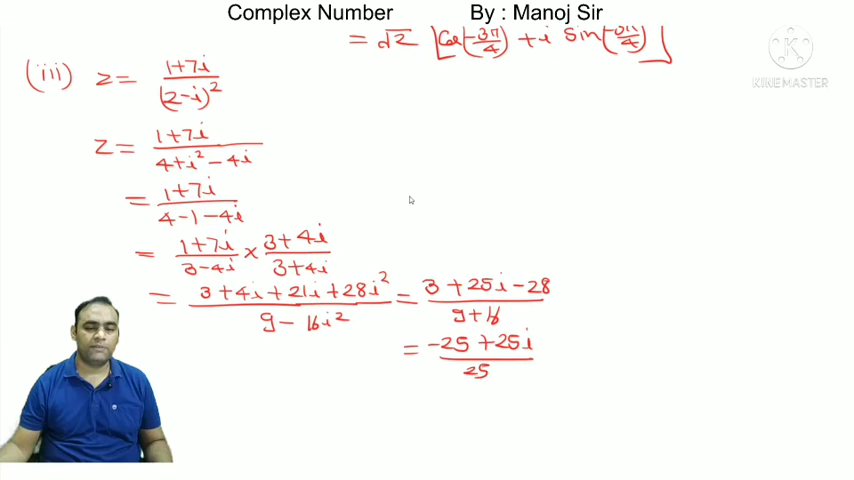 Complex Number By : Manoj Sir
= √2 [Cos(-3π/4) + i Sin(-3π/4)]
KINEMASTER
(iii) z = 1+7i / (2-i)²
z = 1+7i / 4+i²-4i
= 1+7i / 4-1-4i
= 1+7i / 3-4i × 3+4i / 3+4i
= 3+4i+21i+28i² / 9-16i² = 3+25i-28 / 9+16
= -25+25i / 25